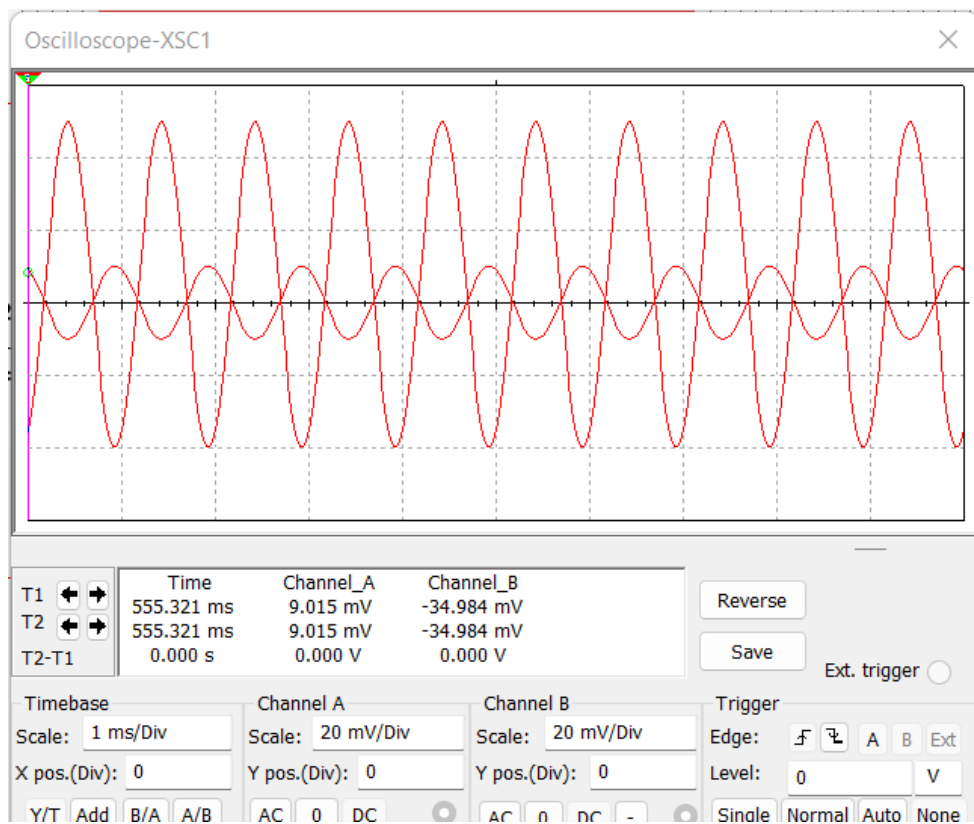 Oscilloscope-XSC1
Time Channel_A Channel_B
T1 555.321 ms 9.015 mV -34.984 mV
T2 555.321 ms 9.015 mV -34.984 mV
T2-T1 0.000 s 0.000 V 0.000 V
Reverse
Save
Ext. trigger
Timebase Channel A Channel B Trigger
Scale: 1 ms/Div Scale: 20 mV/Div Scale: 20 mV/Div Edge: A B Ext
X pos.(Div): 0 Y pos.(Div): 0 Y pos.(Div): 0 Level: 0 V
Y/T Add B/A A/B AC 0 DC AC 0 DC - Single Normal Auto None